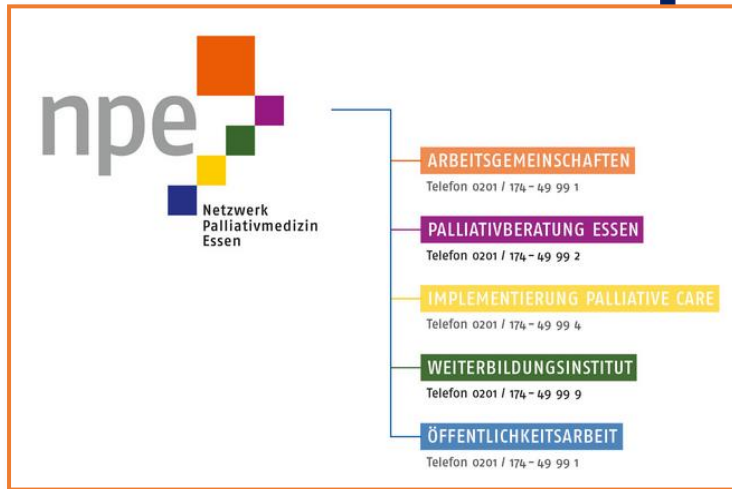 npe
Netzwerk
Palliativmedizin
Essen
ARBEITSGEMEINSCHAFTEN
Telefon 0201 / 174 - 49 99 1
PALLIATIVBERATUNG ESSEN
Telefon 0201 / 174 - 49 99 2
IMPLEMENTIERUNG PALLIATIVE CARE
Telefon 0201 / 174 - 49 99 4
WEITERBILDUNGSINSTITUT
Telefon 0201 / 174 - 49 99 9
ÖFFENTLICHKEITSARBEIT
Telefon 0201 / 174 - 49 99 1